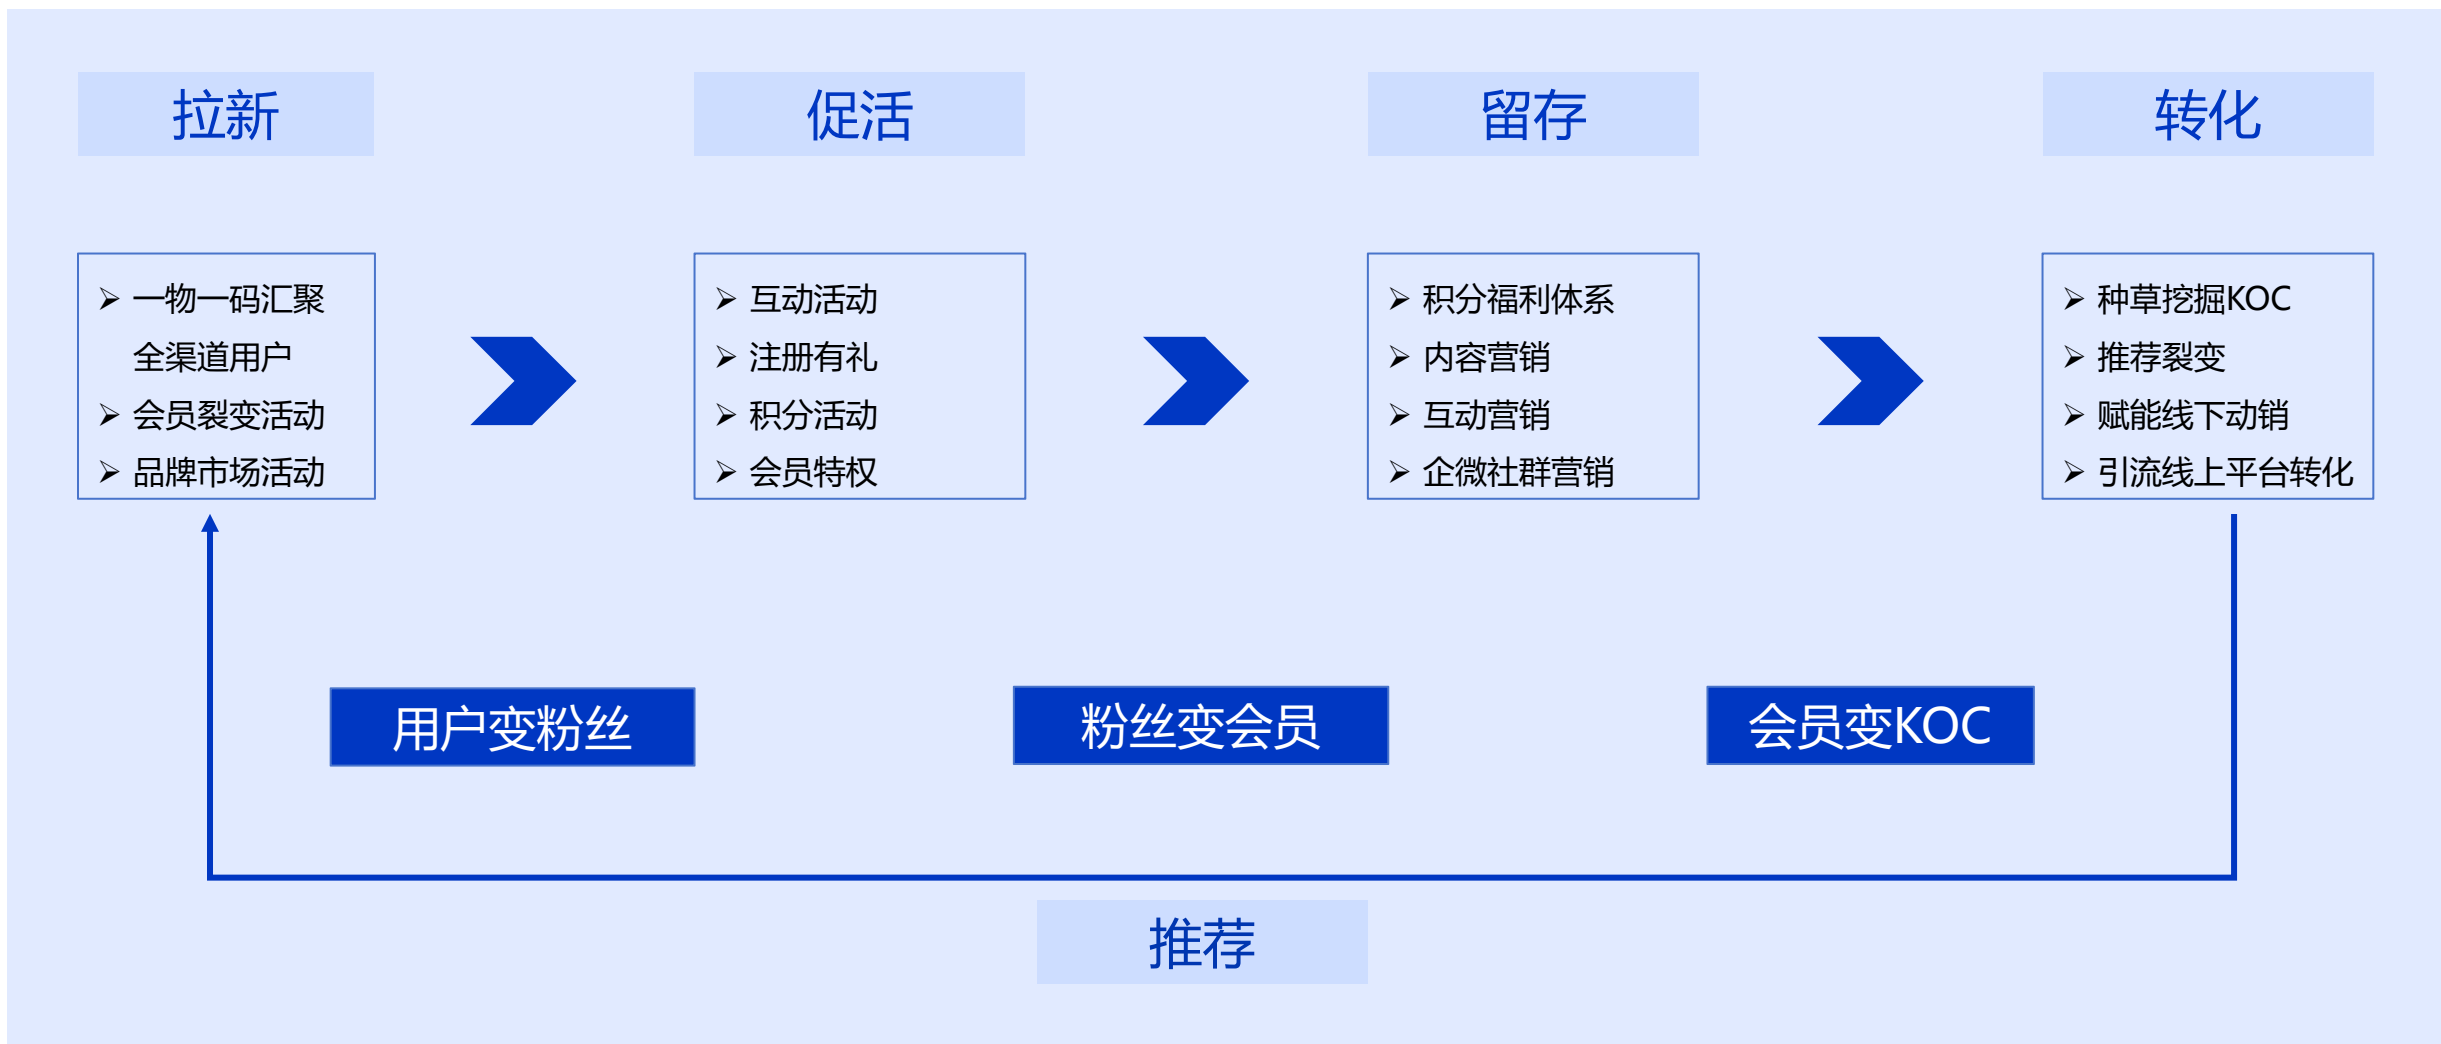 拉新
促活
留存
转化
一物一码汇聚
全渠道用户
会员裂变活动
品牌市场活动
互动活动
注册有礼
积分活动
会员特权
积分福利体系
内容营销
互动营销
企微社群营销
种草挖掘KOC
推荐裂变
赋能线下动销
引流线上平台转化
用户变粉丝
粉丝变会员
会员变KOC
推荐